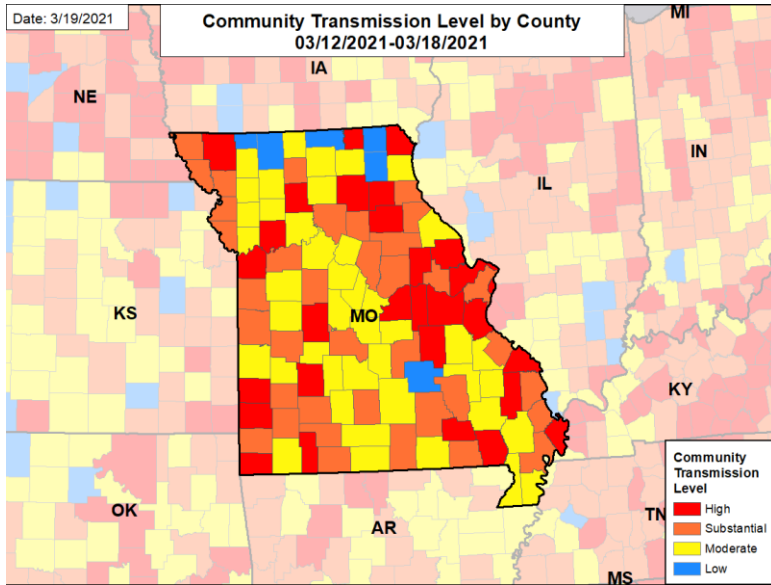 Date: 3/19/2021
Community Transmission Level by County
03/12/2021-03/18/2021
MI
IA
NE
IN
IL
KS
MO
KY
OK
AR
TN
MS
Community
Transmission
Level
High
Substantial
Moderate
Low